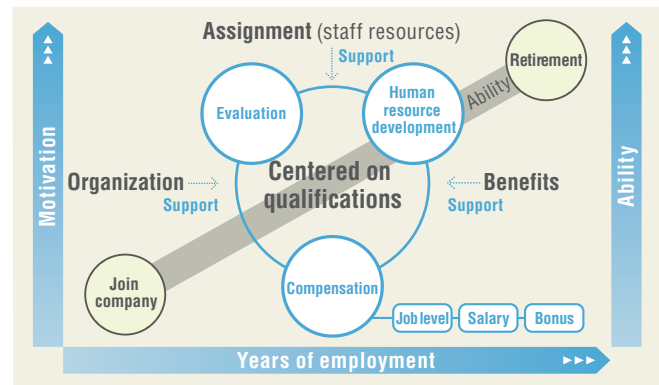 Assignment (staff resources)
Support
Retirement
Evaluation
Human
resource
development
Ability
Motivation
Ability
Organization
Support
Centered on
qualifications
Benefits
Support
Join
company
Compensation
Job level
Salary
Bonus
Years of employment